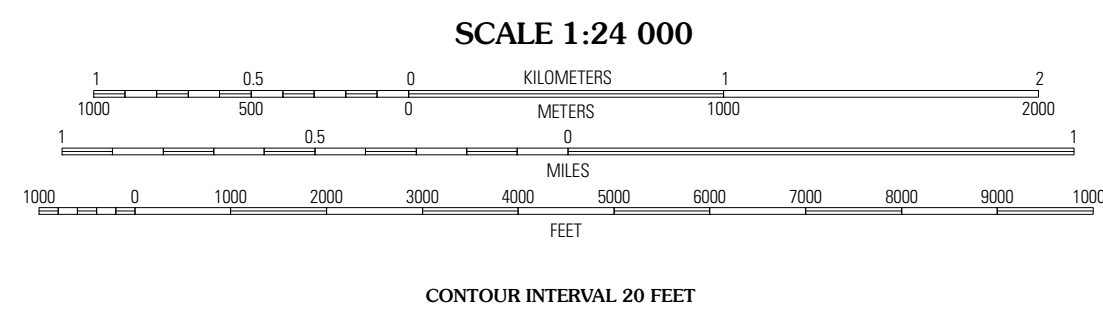 SCALE 1:24 000
1 0.5 0 KILOMETERS 1 2
1000 500 0 METERS 1000 2000
1 0.5 0 1
MILES
1000 0 1000 2000 3000 4000 5000 6000 7000 8000 9000 1000
FEET
CONTOUR INTERVAL 20 FEET